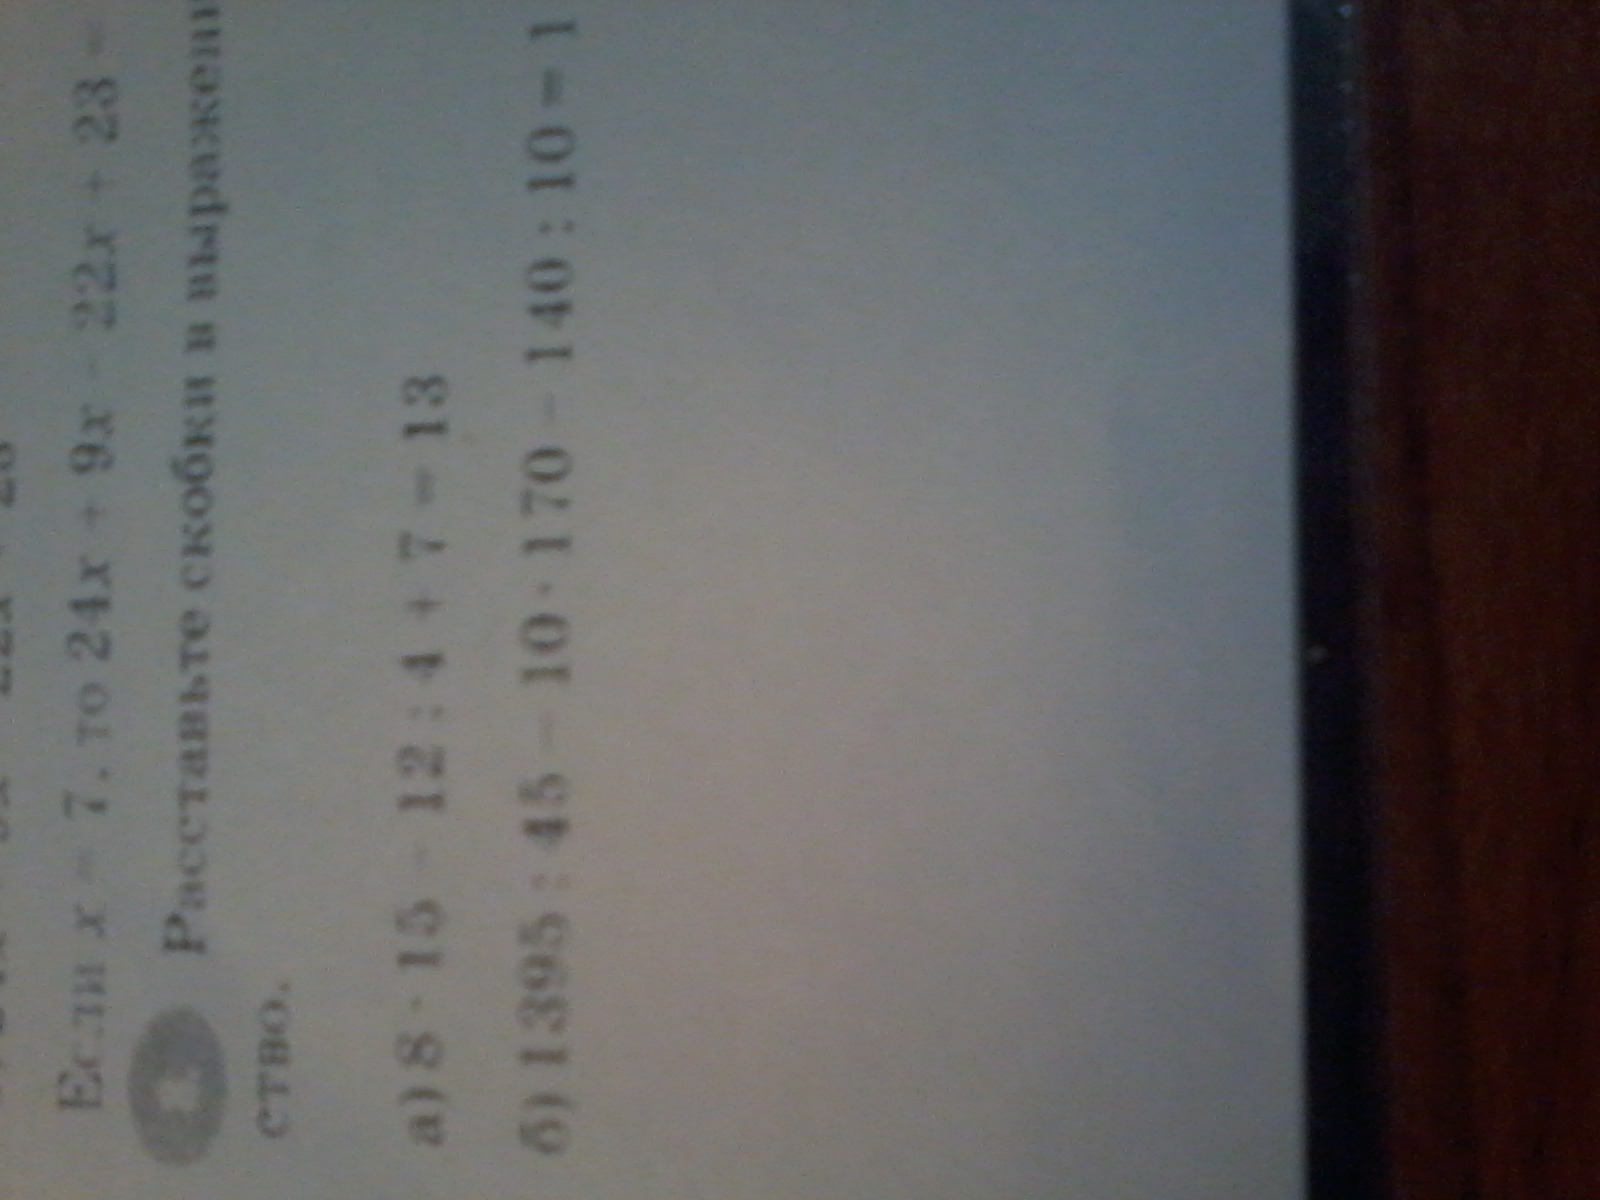 Если x = 7, то 24x + 9x − 22x + 23 =
Расставьте скобки в выражени
ство.
а) 8 · 15 − 12 : 4 + 7 = 13
б) 1395 : 45 − 10 · 170 − 140 : 10 = 1